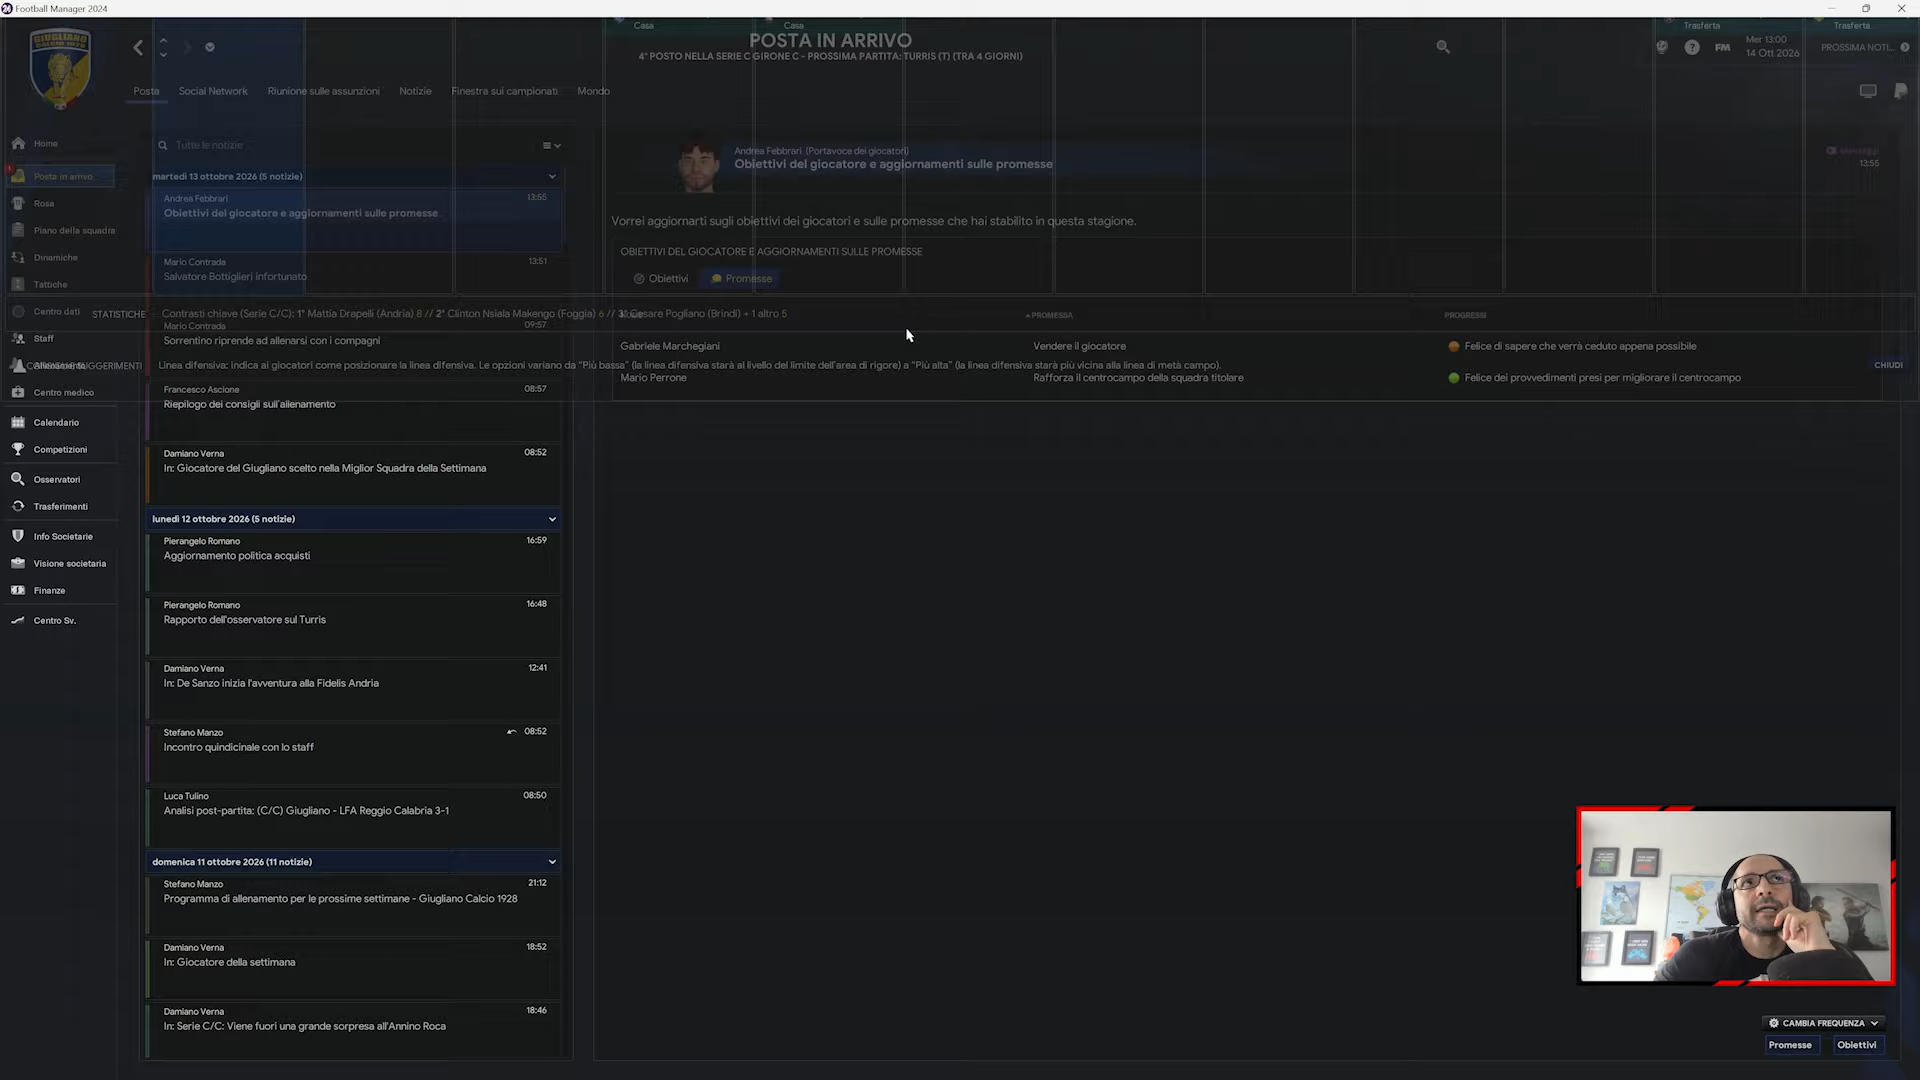 Football Manager 2024
Casa
Casa
Trasferta
Trasferta
GIUGLIANO
CALCIO 1928
POSTA IN ARRIVO
4° POSTO NELLA SERIE C GIRONE C - PROSSIMA PARTITA: TURRIS (T) (TRA 4 GIORNI)
FM
Mer 13:00
14 Ott 2026
PROSSIMA NOTI...
Posta
Social Network
Riunione sulle assunzioni
Notizie
Finestra sui campionati
Mondo
Home
Posta in arrivo
Rosa
Piano della squadra
Dinamiche
Tattiche
Centro dati
Staff
Allenamento
Centro medico
Calendario
Competizioni
Osservatori
Trasferimenti
Info Societarie
Visione societaria
Finanze
Centro Sv.
Tutte le notizie
martedì 13 ottobre 2026 (5 notizie)
Andrea Febbrari 13:55
Obiettivi del giocatore e aggiornamenti sulle promesse
Mario Contrada 13:51
Salvatore Bottiglieri infortunato
STATISTICHE Contrasti chiave (Serie C/C): 1° Mattia Drapelli (Andria) 8 // 2° Clinton Nsiala Makengo (Foggia) 6 // 3° Cesare Pogliano (Brindi) + 1 altro 5
Mario Contrada 09:57
Sorrentino riprende ad allenarsi con i compagni
SUGGERIMENTI Linea difensiva: indica ai giocatori come posizionare la linea difensiva. Le opzioni variano da "Più bassa" (la linea difensiva starà al livello del limite dell'area di rigore) a "Più alta" (la linea difensiva starà più vicina alla linea di metà campo). CHIUDI
Francesco Ascione 08:57
Riepilogo dei consigli sull'allenamento
Damiano Verna 08:52
In: Giocatore del Giugliano scelto nella Miglior Squadra della Settimana
lunedì 12 ottobre 2026 (5 notizie)
Pierangelo Romano 16:59
Aggiornamento politica acquisti
Pierangelo Romano 16:48
Rapporto dell'osservatore sul Turris
Damiano Verna 12:41
In: De Sanzo inizia l'avventura alla Fidelis Andria
Stefano Manzo 08:52
Incontro quindicinale con lo staff
Luca Tulino 08:50
Analisi post-partita: (C/C) Giugliano - LFA Reggio Calabria 3-1
domenica 11 ottobre 2026 (11 notizie)
Stefano Manzo 21:12
Programma di allenamento per le prossime settimane - Giugliano Calcio 1928
Damiano Verna 18:52
In: Giocatore della settimana
Damiano Verna 18:46
In: Serie C/C: Viene fuori una grande sorpresa all'Annino Roca
Andrea Febbrari (Portavoce dei giocatori)
Obiettivi del giocatore e aggiornamenti sulle promesse
13:55
Vorrei aggiornarti sugli obiettivi dei giocatori e sulle promesse che hai stabilito in questa stagione.
OBIETTIVI DEL GIOCATORE E AGGIORNAMENTI SULLE PROMESSE
Obiettivi
Promesse
PROMESSA
PROGRESSI
Gabriele Marchegiani Vendere il giocatore Felice di sapere che verrà ceduto appena possibile
Mario Perrone Rafforza il centrocampo della squadra titolare Felice dei provvedimenti presi per migliorare il centrocampo
CAMBIA FREQUENZA
Promesse
Obiettivi